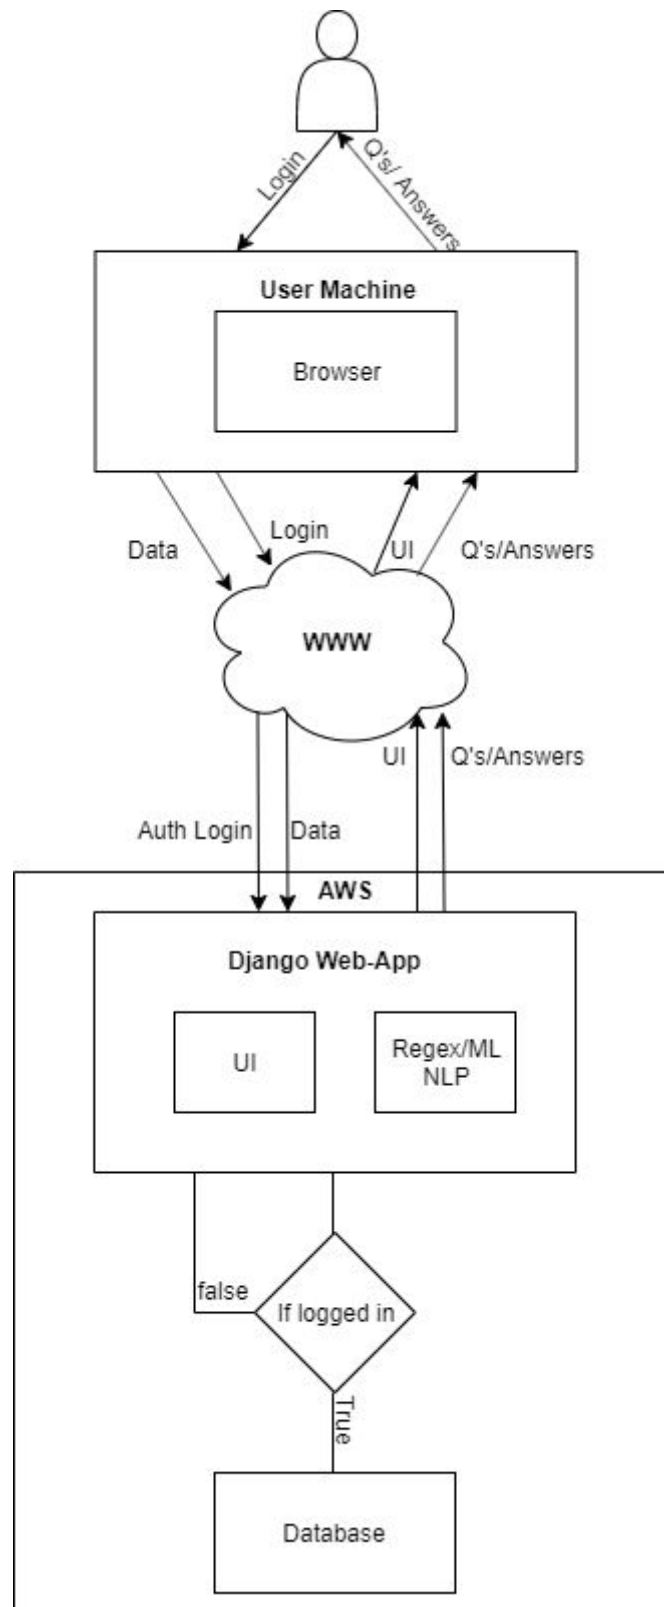 Login
Q's/ Answers
User Machine
Browser
Data
Login
UI
Q's/Answers
WWW
UI
Q's/Answers
Auth Login
Data
AWS
Django Web-App
UI
Regex/ML
NLP
false
If logged in
True
Database